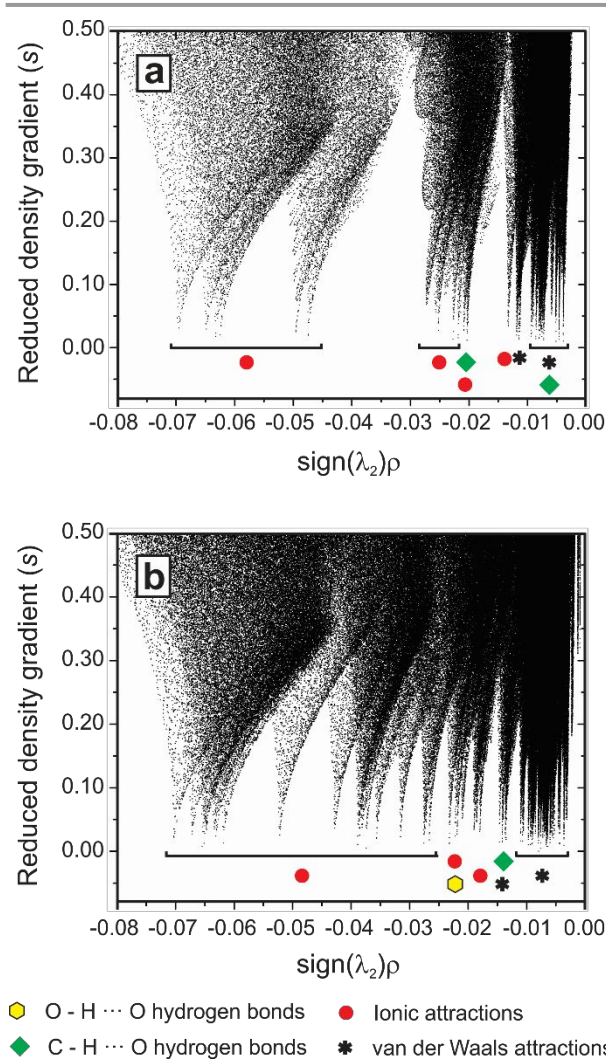 0.50
a
0.40
0.30
0.20
0.10
0.00
Reduced density gradient (s)
-0.08 -0.07 -0.06 -0.05 -0.04 -0.03 -0.02 -0.01 0.00
sign(λ2)ρ
0.50
b
0.40
0.30
0.20
0.10
0.00
Reduced density gradient (s)
-0.08 -0.07 -0.06 -0.05 -0.04 -0.03 -0.02 -0.01 0.00
sign(λ2)ρ
O - H ··· O hydrogen bonds
Ionic attractions
C - H ··· O hydrogen bonds
van der Waals attractions